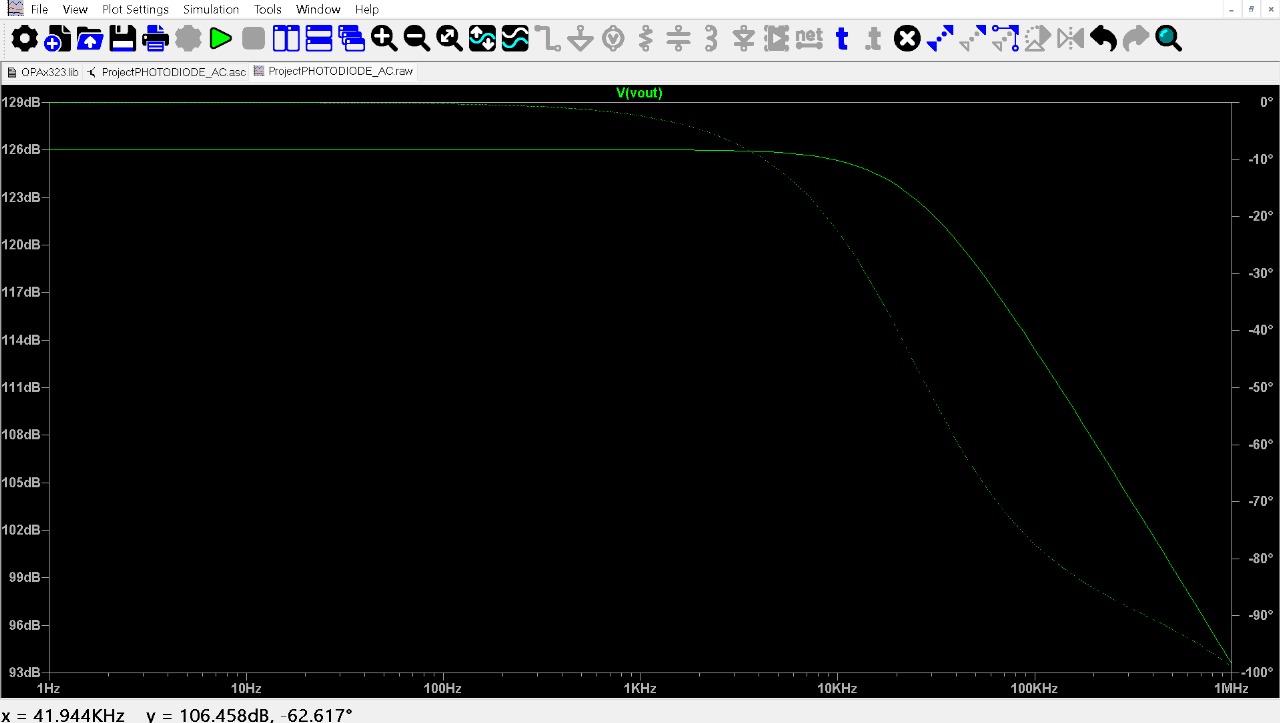 File View Plot Settings Simulation Tools Window Help
net t t
OPAx323.lib ProjectPHOTODIODE_AC.asc ProjectPHOTODIODE_AC.raw
V(vout)
129dB 0°
126dB -10°
123dB -20°
120dB -30°
117dB -40°
114dB -50°
111dB -60°
108dB -70°
105dB -80°
102dB -90°
99dB -100°
96dB
93dB
1Hz 10Hz 100Hz 1KHz 10KHz 100KHz 1MHz
x = 41.944KHz y = 106.458dB, -62.617°